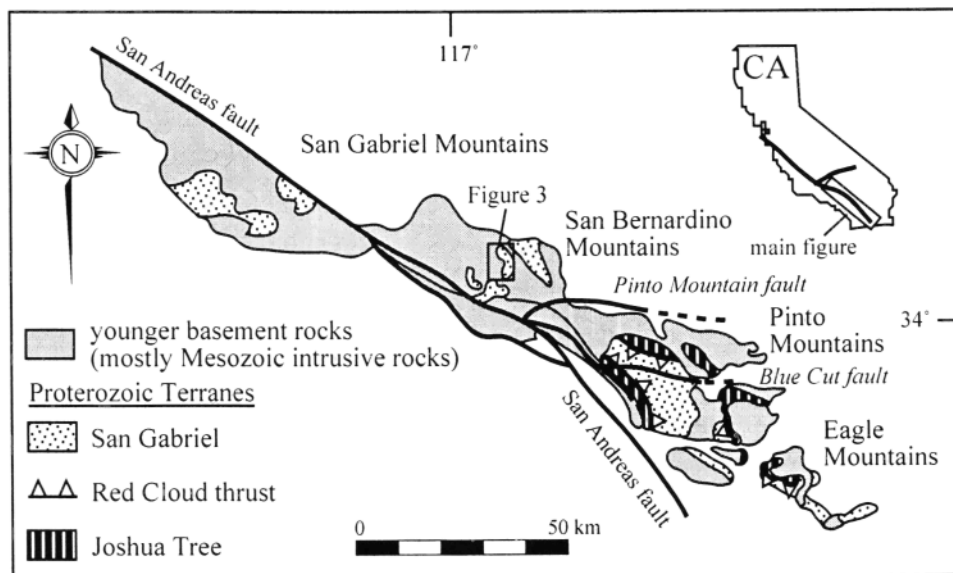 117°
San Andreas fault
CA
San Gabriel Mountains
N
Figure 3
San Bernardino
Mountains
main figure
Pinto Mountain fault
34°
younger basement rocks
(mostly Mesozoic intrusive rocks)
Pinto
Mountains
Blue Cut fault
Proterozoic Terranes
San Gabriel
San Andreas fault
Eagle
Mountains
Red Cloud thrust
0 50 km
Joshua Tree